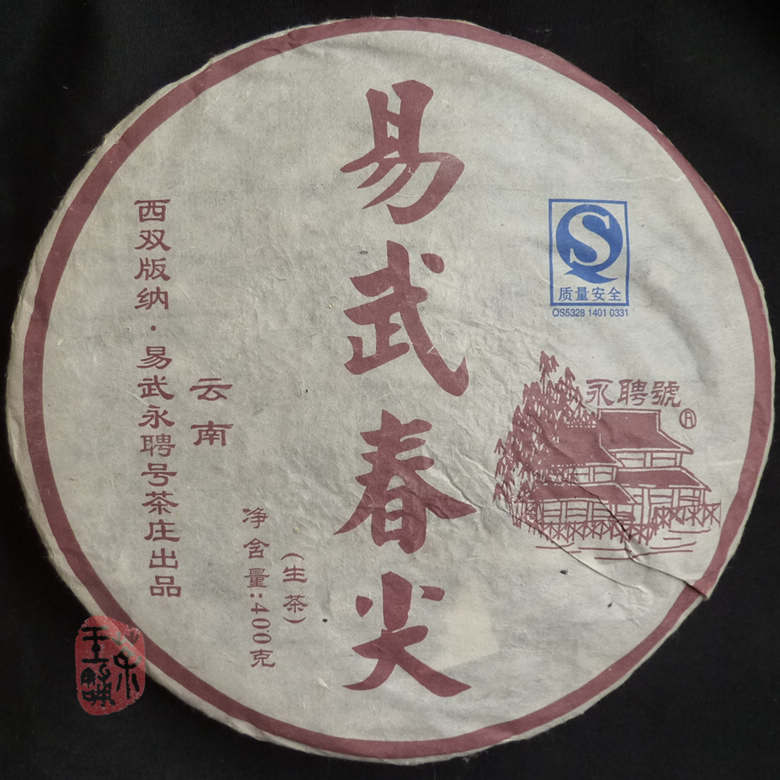 易武春尖
(生茶)
净含量:400克
云南
西双版纳·易武永聘号茶庄出品
S
质量安全
QS5328 1401 0331
永聘號
R